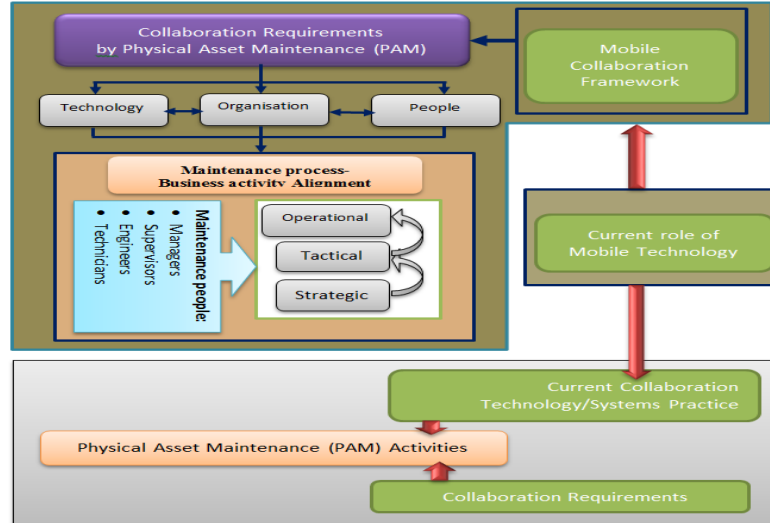 Collaboration Requirements
by Physical Asset Maintenance (PAM)
Mobile
Collaboration
Framework
Technology
Organisation
People
Maintenance process-
Business activity Alignment
Maintenance people:
• Managers
• Supervisors
• Engineers
• Technicians
Operational
Tactical
Strategic
Current role of
Mobile Technology
Current Collaboration
Technology/Systems Practice
Physical Asset Maintenance (PAM) Activities
Collaboration Requirements